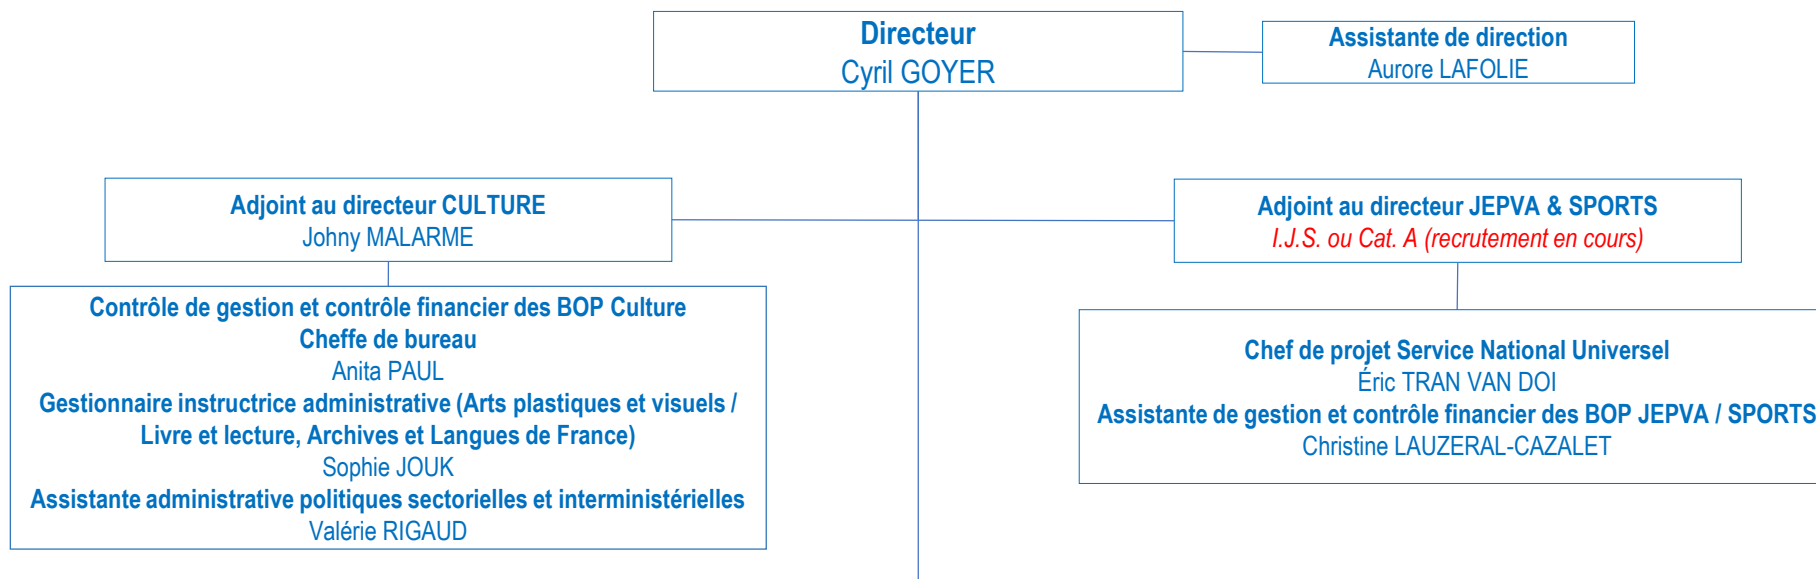 Directeur
Cyril GOYER
Assistante de direction
Aurore LAFOLIE
Adjoint au directeur CULTURE
Johny MALARME
Adjoint au directeur JEPVA & SPORTS
I.J.S. ou Cat. A (recrutement en cours)
Contrôle de gestion et contrôle financier des BOP Culture
Cheffe de bureau
Anita PAUL
Gestionnaire instructrice administrative (Arts plastiques et visuels /
Livre et lecture, Archives et Langues de France)
Sophie JOUK
Assistante administrative politiques sectorielles et interministérielles
Valérie RIGAUD
Chef de projet Service National Universel
Éric TRAN VAN DOI
Assistante de gestion et contrôle financier des BOP JEPVA / SPORTS
Christine LAUZERAL-CAZALET